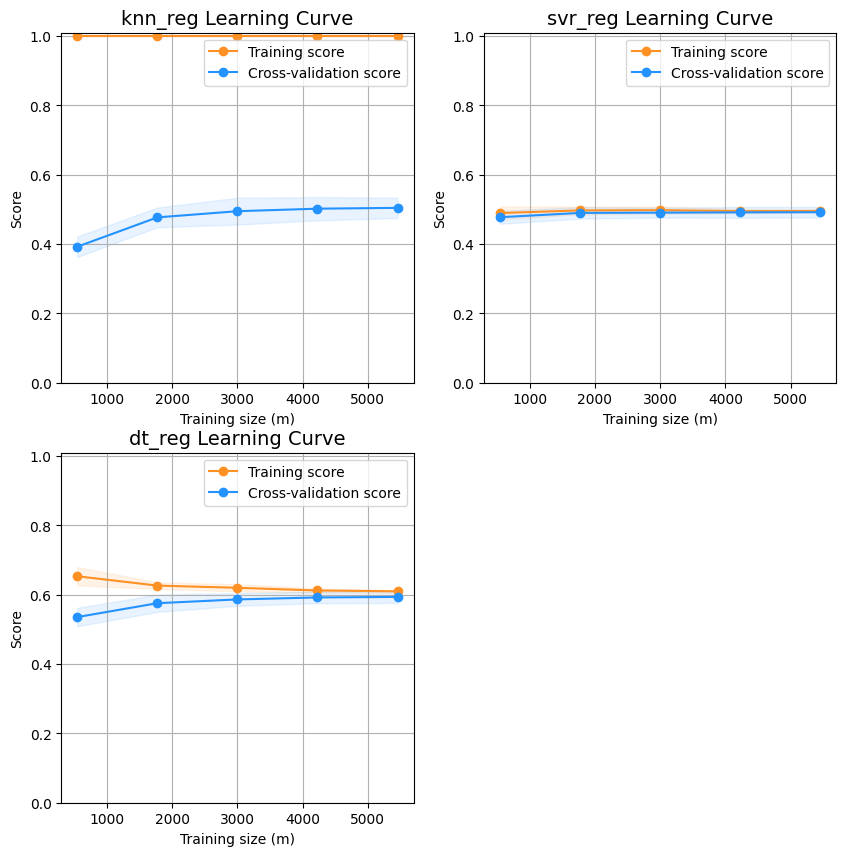 knn_reg Learning Curve
1.0
0.8
0.6
0.4
0.2
0.0
Score
Training score
Cross-validation score
1000 2000 3000 4000 5000
Training size (m)
svr_reg Learning Curve
1.0
0.8
0.6
0.4
0.2
0.0
Score
Training score
Cross-validation score
1000 2000 3000 4000 5000
Training size (m)
dt_reg Learning Curve
1.0
0.8
0.6
0.4
0.2
0.0
Score
Training score
Cross-validation score
1000 2000 3000 4000 5000
Training size (m)